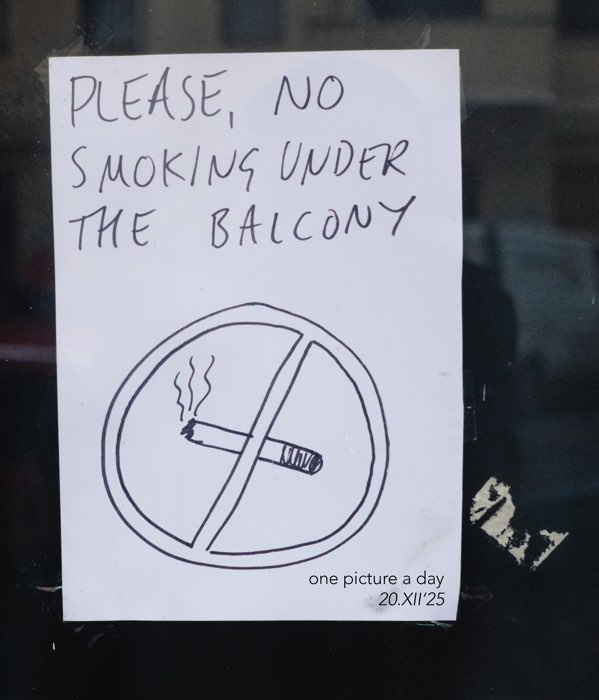 PLEASE, NO
SMOKING UNDER
THE BALCONY
one picture a day
20.XII'25